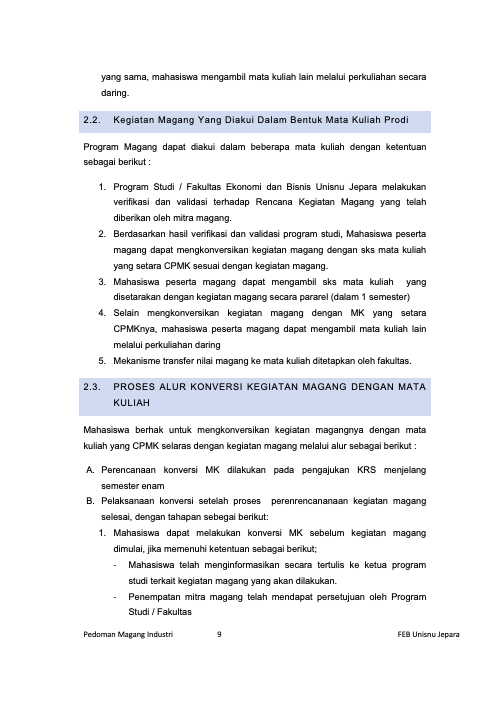 yang sama, mahasiswa mengambil mata kuliah lain melalui perkuliahan secara
daring.
2.2. Kegiatan Magang Yang Diakui Dalam Bentuk Mata Kuliah Prodi
Program Magang dapat diakui dalam beberapa mata kuliah dengan ketentuan
sebagai berikut :
1. Program Studi / Fakultas Ekonomi dan Bisnis Unisnu Jepara melakukan
verifikasi dan validasi terhadap Rencana Kegiatan Magang yang telah
diberikan oleh mitra magang.
2. Berdasarkan hasil verifikasi dan validasi program studi, Mahasiswa peserta
magang dapat mengkonversikan kegiatan magang dengan sks mata kuliah
yang setara CPMK sesuai dengan kegiatan magang.
3. Mahasiswa peserta magang dapat mengambil sks mata kuliah yang
disetarakan dengan kegiatan magang secara pararel (dalam 1 semester)
4. Selain mengkonversikan kegiatan magang dengan MK yang setara
CPMKnya, mahasiswa peserta magang dapat mengambil mata kuliah lain
melalui perkuliahan daring
5. Mekanisme transfer nilai magang ke mata kuliah ditetapkan oleh fakultas.
2.3. PROSES ALUR KONVERSI KEGIATAN MAGANG DENGAN MATA
KULIAH
Mahasiswa berhak untuk mengkonversikan kegiatan magangnya dengan mata
kuliah yang CPMK selaras dengan kegiatan magang melalui alur sebagai berikut :
A. Perencanaan konversi MK dilakukan pada pengajukan KRS menjelang
semester enam
B. Pelaksanaan konversi setelah proses perenrencananaan kegiatan magang
selesai, dengan tahapan sebegai berikut:
1. Mahasiswa dapat melakukan konversi MK sebelum kegiatan magang
dimulai, jika memenuhi ketentuan sebagai berikut;
- Mahasiswa telah menginformasikan secara tertulis ke ketua program
studi terkait kegiatan magang yang akan dilakukan.
- Penempatan mitra magang telah mendapat persetujuan oleh Program
Studi / Fakultas
Pedoman Magang Industri 9 FEB Unisnu Jepara